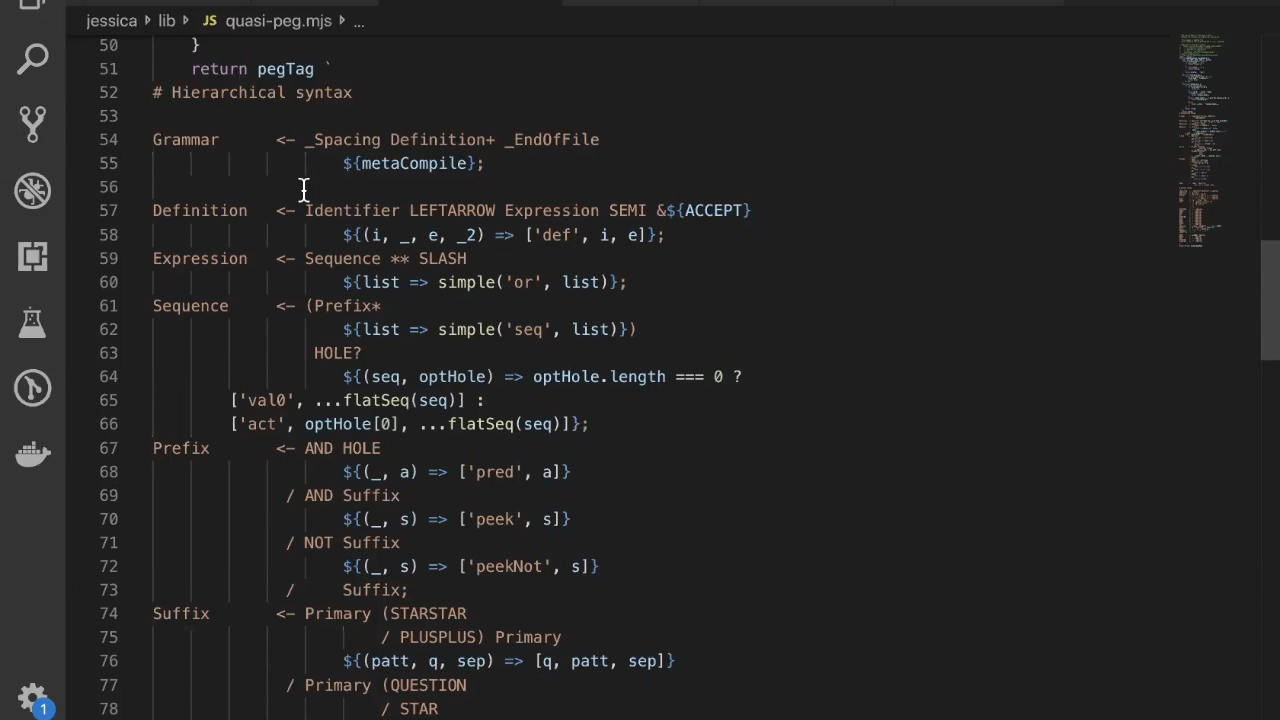 jessica lib JS quasi-peg.mjs ...
50 }
51 return pegTag `
52 # Hierarchical syntax
53
54 Grammar <- _Spacing Definition+ _EndOfFile
55 ${metaCompile};
56
57 Definition <- Identifier LEFTARROW Expression SEMI &${ACCEPT}
58 ${(i, _, e, _2) => ['def', i, e]};
59 Expression <- Sequence ** SLASH
60 ${list => simple('or', list)};
61 Sequence <- (Prefix*
62 ${list => simple('seq', list)})
63 HOLE?
64 ${(seq, optHole) => optHole.length === 0 ?
65 ['val0', ...flatSeq(seq)] :
66 ['act', optHole[0], ...flatSeq(seq)]};
67 Prefix <- AND HOLE
68 ${(_, a) => ['pred', a]}
69 / AND Suffix
70 ${(_, s) => ['peek', s]}
71 / NOT Suffix
72 ${(_, s) => ['peekNot', s]}
73 / Suffix;
74 Suffix <- Primary (STARSTAR
75 / PLUSPLUS) Primary
76 ${(patt, q, sep) => [q, patt, sep]}
77 / Primary (QUESTION
78 / STAR
1